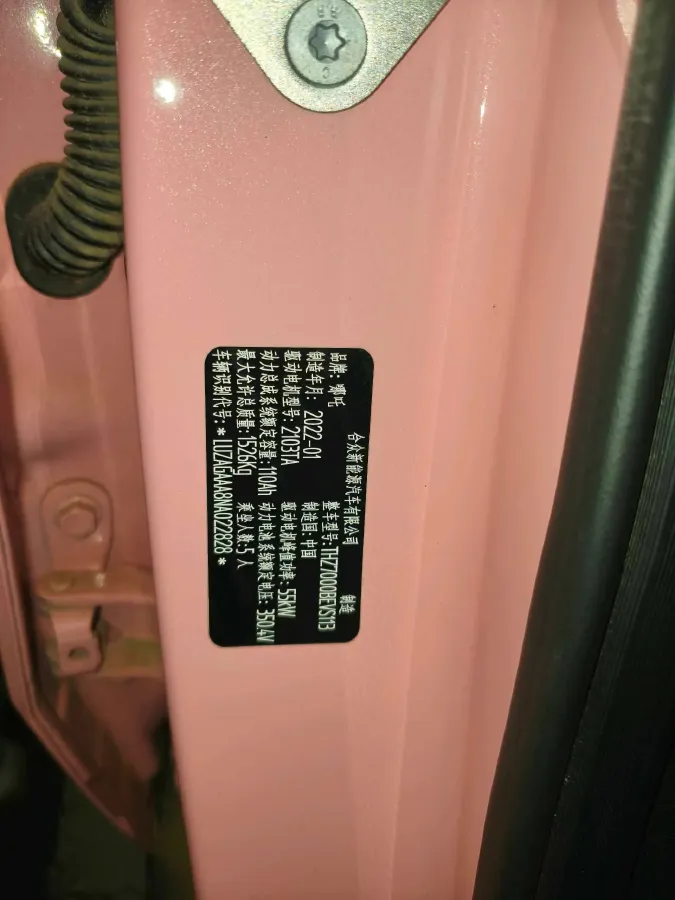 合众新能源汽车有限公司 制造
品牌：哪吒 整车型号：THZ7000BEVS113
制造年月：2022-01 制造国：中国
驱动电机型号：2103TA 驱动电机峰值功率：55kW
动力总成系统额定容量：110Ah 动力电池系统额定电压：350.4V
最大允许总质量：1526Kg 乘坐人数：5 人
车辆识别代号：*LUZAGAAA8NA022828*